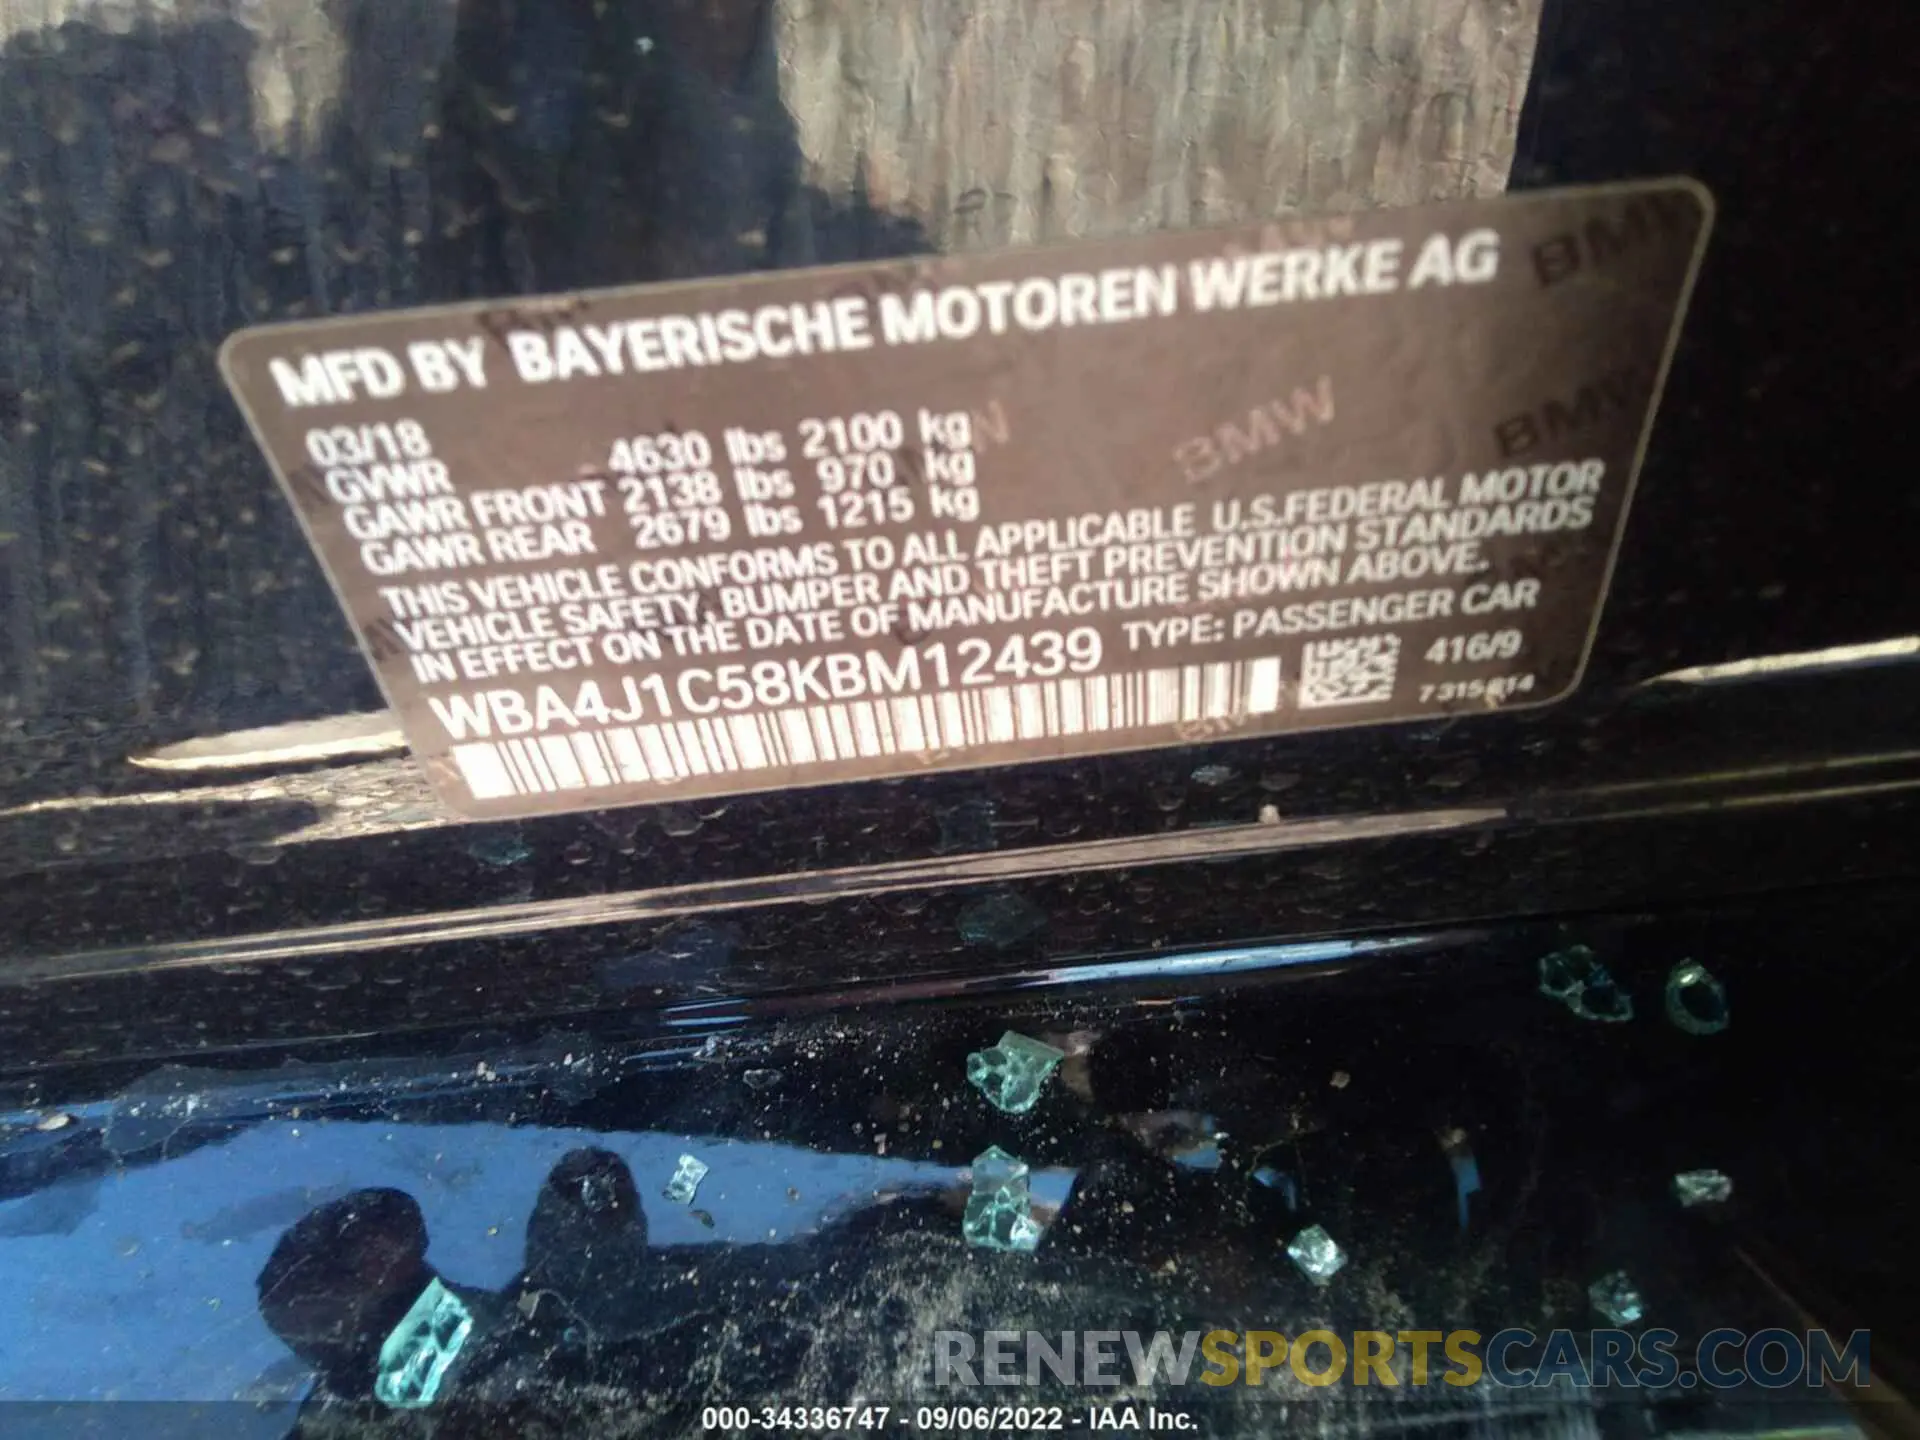 MFD BY BAYERISCHE MOTOREN WERKE AG
03/18
GVWR 4630 lbs 2100 kg
GAWR FRONT 2138 lbs 970 kg
GAWR REAR 2679 lbs 1215 kg
THIS VEHICLE CONFORMS TO ALL APPLICABLE U.S.FEDERAL MOTOR
VEHICLE SAFETY, BUMPER AND THEFT PREVENTION STANDARDS
IN EFFECT ON THE DATE OF MANUFACTURE SHOWN ABOVE.
WBA4J1C58KBM12439 TYPE: PASSENGER CAR
416/9
BMW
BMW
BMW
RENEWSPORTSCARS.COM
000-34336747 - 09/06/2022 - IAA Inc.